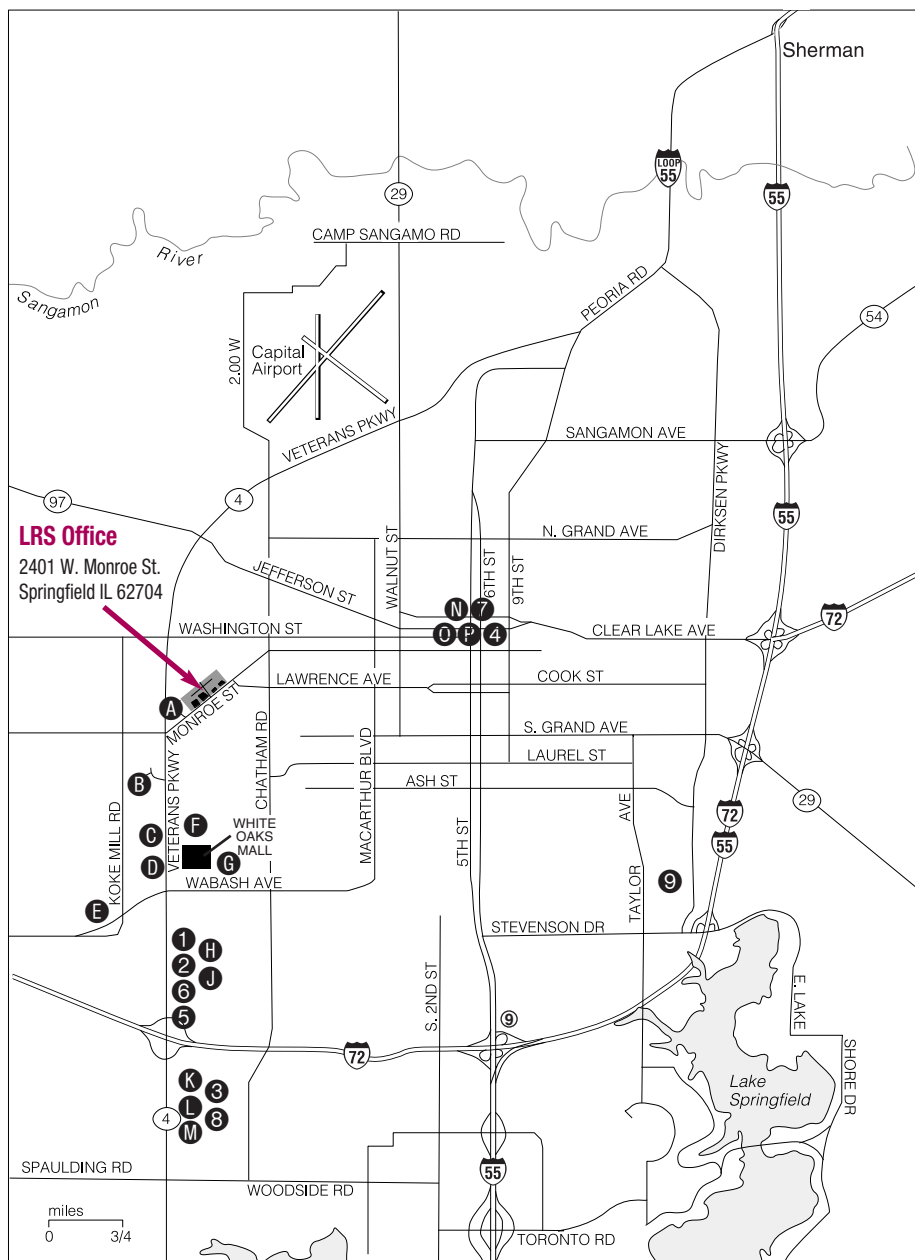 Sherman
LOOP
55
55
29
CAMP SANGAMO RD
River
Sangamon
PEORIA RD
54
2.00 W
Capital
Airport
VETERANS PKWY
SANGAMON AVE
DIRKSEN PKWY
4
97
55
LRS Office
2401 W. Monroe St.
Springfield IL 62704
JEFFERSON ST
WALNUT ST
6TH ST
9TH ST
N. GRAND AVE
N 7
O P 4
WASHINGTON ST
CLEAR LAKE AVE
72
LAWRENCE AVE
COOK ST
A
MONROE ST
S. GRAND AVE
LAUREL ST
ASH ST
CHATHAM RD
MACARTHUR BLVD
B
VETERANS PKWY
KOKE MILL RD
C
F
WHITE
OAKS
MALL
D
G
WABASH AVE
5TH ST
TAYLOR AVE
72
55
29
9
E
STEVENSON DR
1
H
2
J
6
5
S. 2ND ST
9
72
E. LAKE
SHORE DR
Lake
Springfield
K
3
L
8
M
4
SPAULDING RD
WOODSIDE RD
55
TORONTO RD
miles
0 3/4